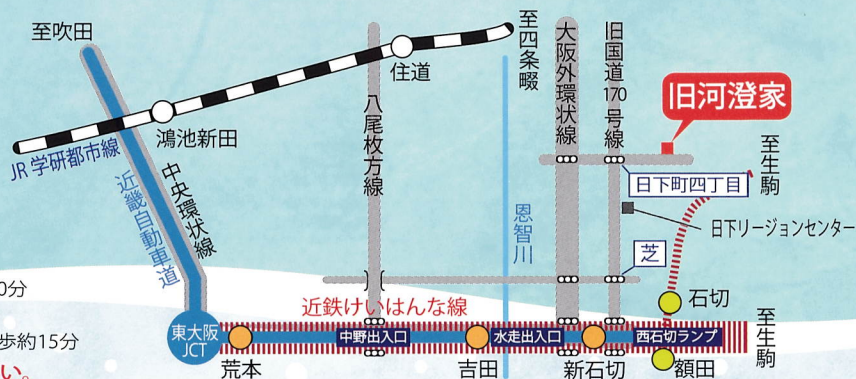 至吹田
JR学研都市線
鴻池新田
住道
至四条畷
近畿自動車道
中央環状線
八尾枚方線
恩智川
大阪外環状線
旧国道170号線
旧河澄家
至生駒
日下町四丁目
日下リージョンセンター
芝
石切
0分
歩約15分
い。
近鉄けいはんな線
東大阪
JCT
荒本
中野出入口
吉田
水走出入口
新石切
西石切ランプ
額田
至生駒